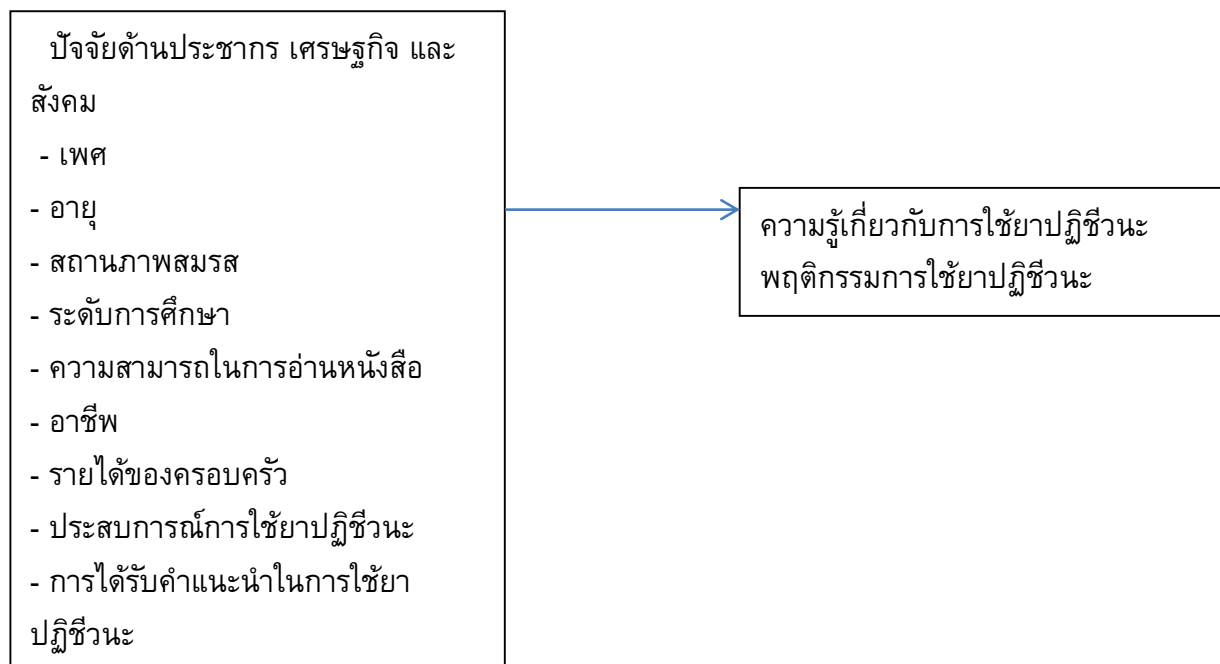 ปัจจัยด้านประชากร เศรษฐกิจ และ
สังคม
- เพศ
- อายุ
- สถานภาพสมรส
- ระดับการศึกษา
- ความสามารถในการอ่านหนังสือ
- อาชีพ
- รายได้ของครอบครัว
- ประสบการณ์การใช้ยาปฏิชีวนะ
- การได้รับคำแนะนำในการใช้ยา
ปฏิชีวนะ
ความรู้เกี่ยวกับการใช้ยาปฏิชีวนะ
พฤติกรรมการใช้ยาปฏิชีวนะ